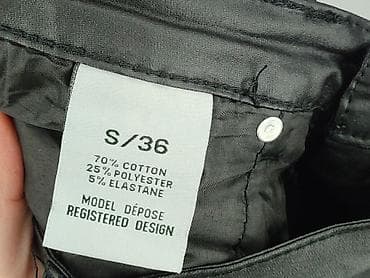 S/36
70% COTTON
25% POLYESTER
5% ELASTANE
MODEL DÉPOSE
REGISTERED DESIGN